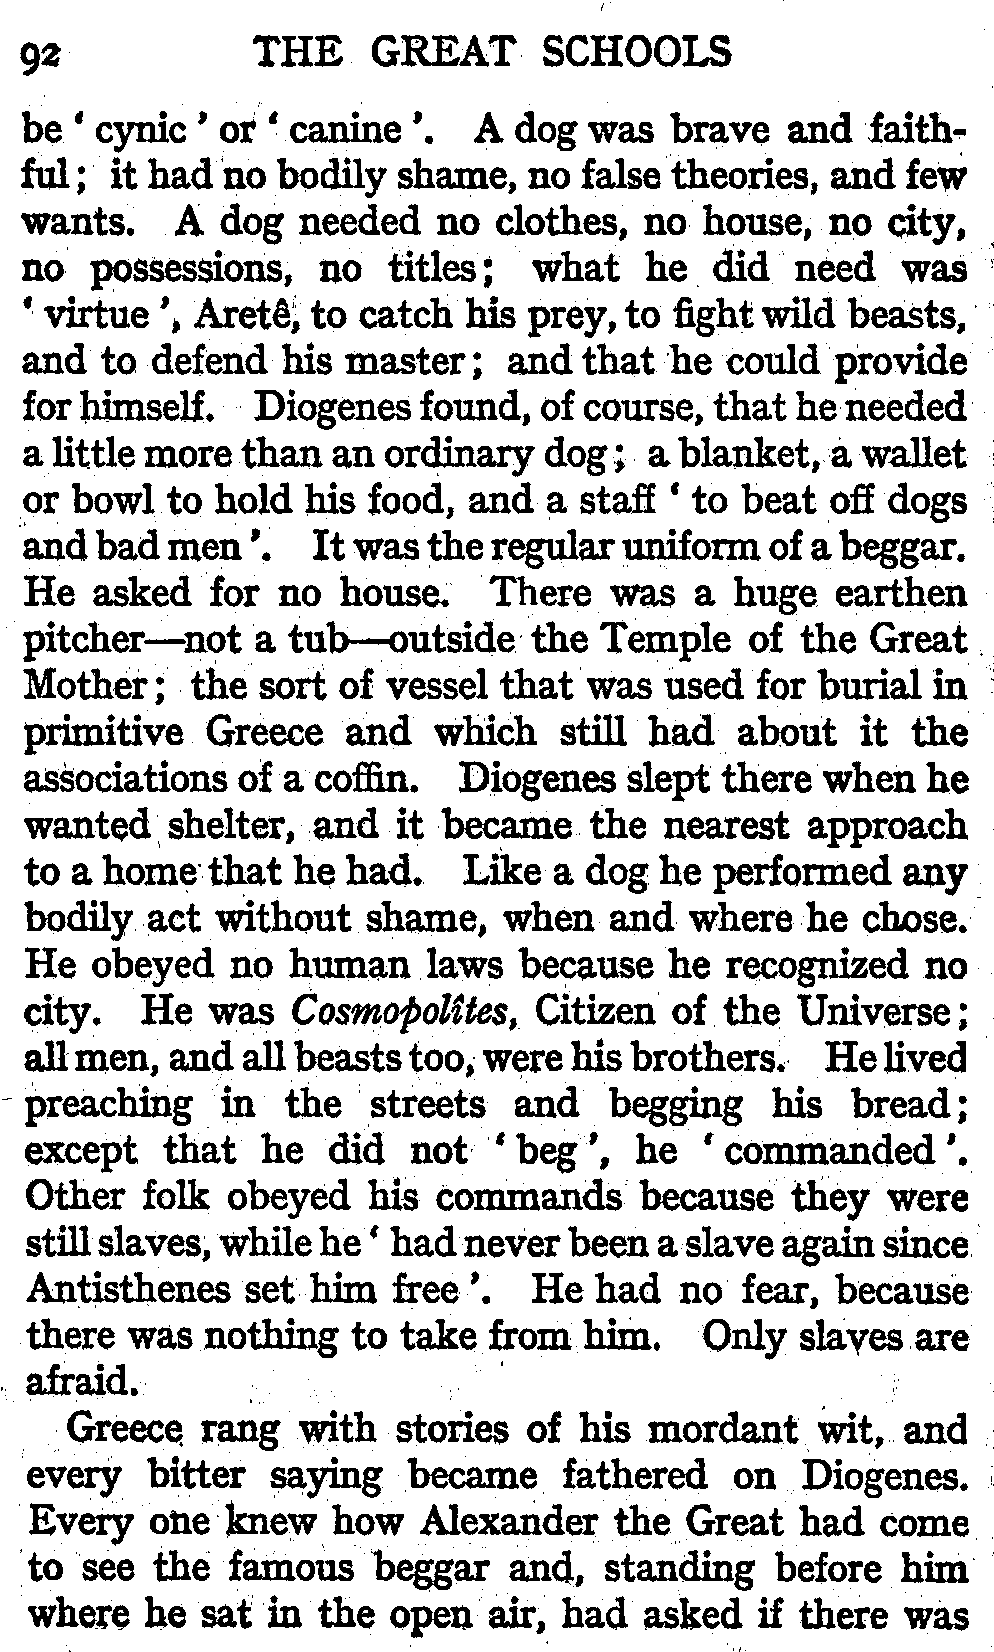 92 THE GREAT SCHOOLS
be ‘ cynic ’ or ‘ canine ’. A dog was brave and faith-
ful; it had no bodily shame, no false theories, and few
wants. A dog needed no clothes, no house, no city,
no possessions, no titles; what he did need was
‘ virtue ’, Aretê, to catch his prey, to fight wild beasts,
and to defend his master; and that he could provide
for himself. Diogenes found, of course, that he needed
a little more than an ordinary dog; a blanket, a wallet
or bowl to hold his food, and a staff ‘ to beat off dogs
and bad men ’. It was the regular uniform of a beggar.
He asked for no house. There was a huge earthen
pitcher—not a tub—outside the Temple of the Great
Mother; the sort of vessel that was used for burial in
primitive Greece and which still had about it the
associations of a coffin. Diogenes slept there when he
wanted shelter, and it became the nearest approach
to a home that he had. Like a dog he performed any
bodily act without shame, when and where he chose.
He obeyed no human laws because he recognized no
city. He was Cosmopolîtes, Citizen of the Universe;
all men, and all beasts too, were his brothers. He lived
preaching in the streets and begging his bread;
except that he did not ‘ beg ’, he ‘ commanded ’.
Other folk obeyed his commands because they were
still slaves, while he ‘ had never been a slave again since
Antisthenes set him free ’. He had no fear, because
there was nothing to take from him. Only slaves are
afraid.
Greece rang with stories of his mordant wit, and
every bitter saying became fathered on Diogenes.
Every one knew how Alexander the Great had come
to see the famous beggar and, standing before him
where he sat in the open air, had asked if there was